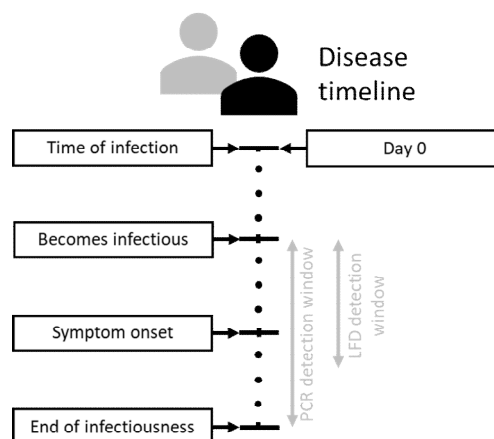 Disease
timeline
Time of infection
Day 0
Becomes infectious
PCR detection window
LFD detection
window
Symptom onset
End of infectiousness